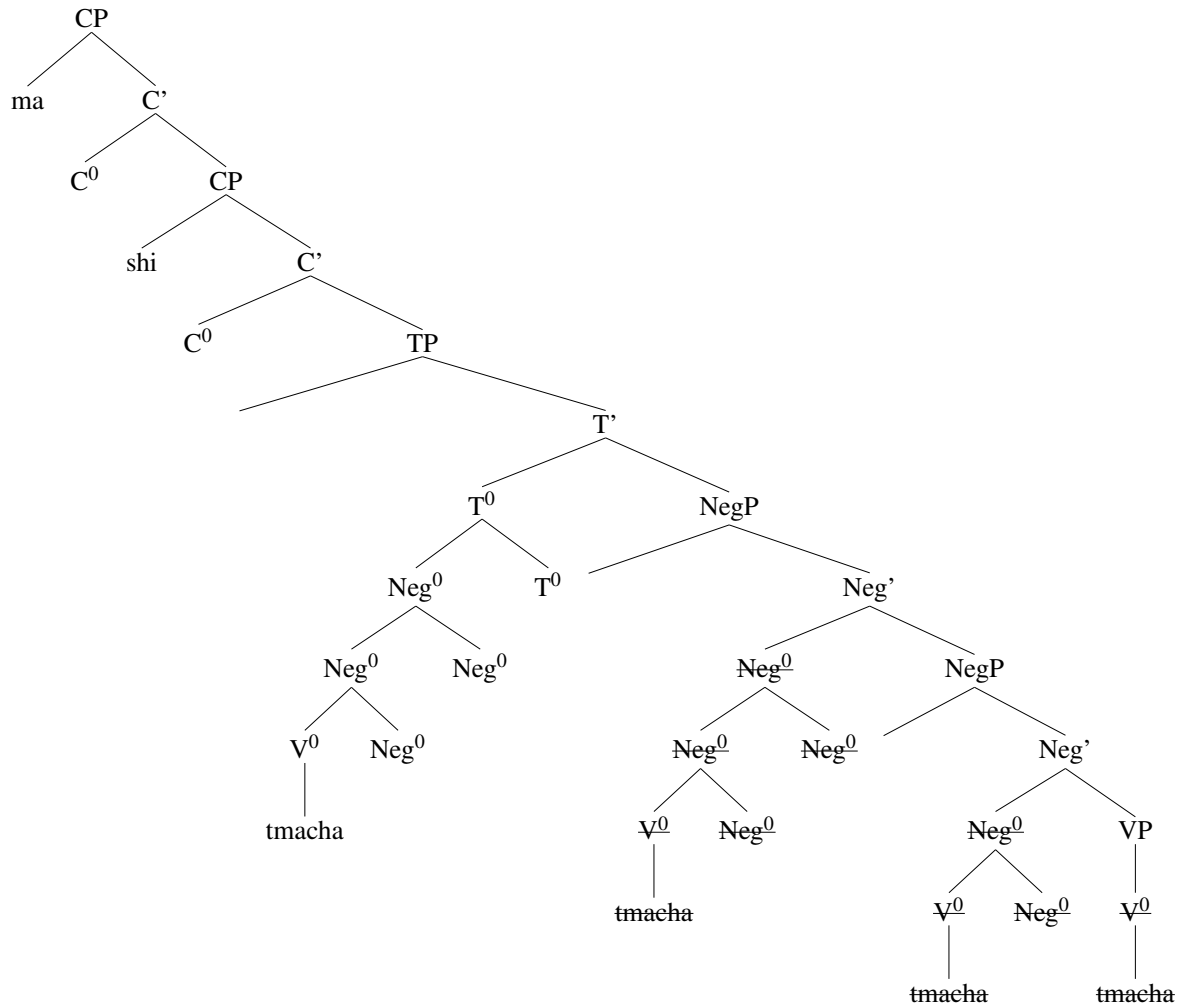 CP
ma C’
C⁰ CP
shi C’
C⁰ TP
T’
T⁰ NegP
Neg⁰ T⁰ Neg’
Neg⁰ Neg⁰ Neg⁰ NegP
V⁰ Neg⁰ Neg⁰ Neg⁰ Neg’
tmacha V⁰ Neg⁰ Neg⁰ VP
tmacha V⁰ Neg⁰ V⁰
tmacha tmacha